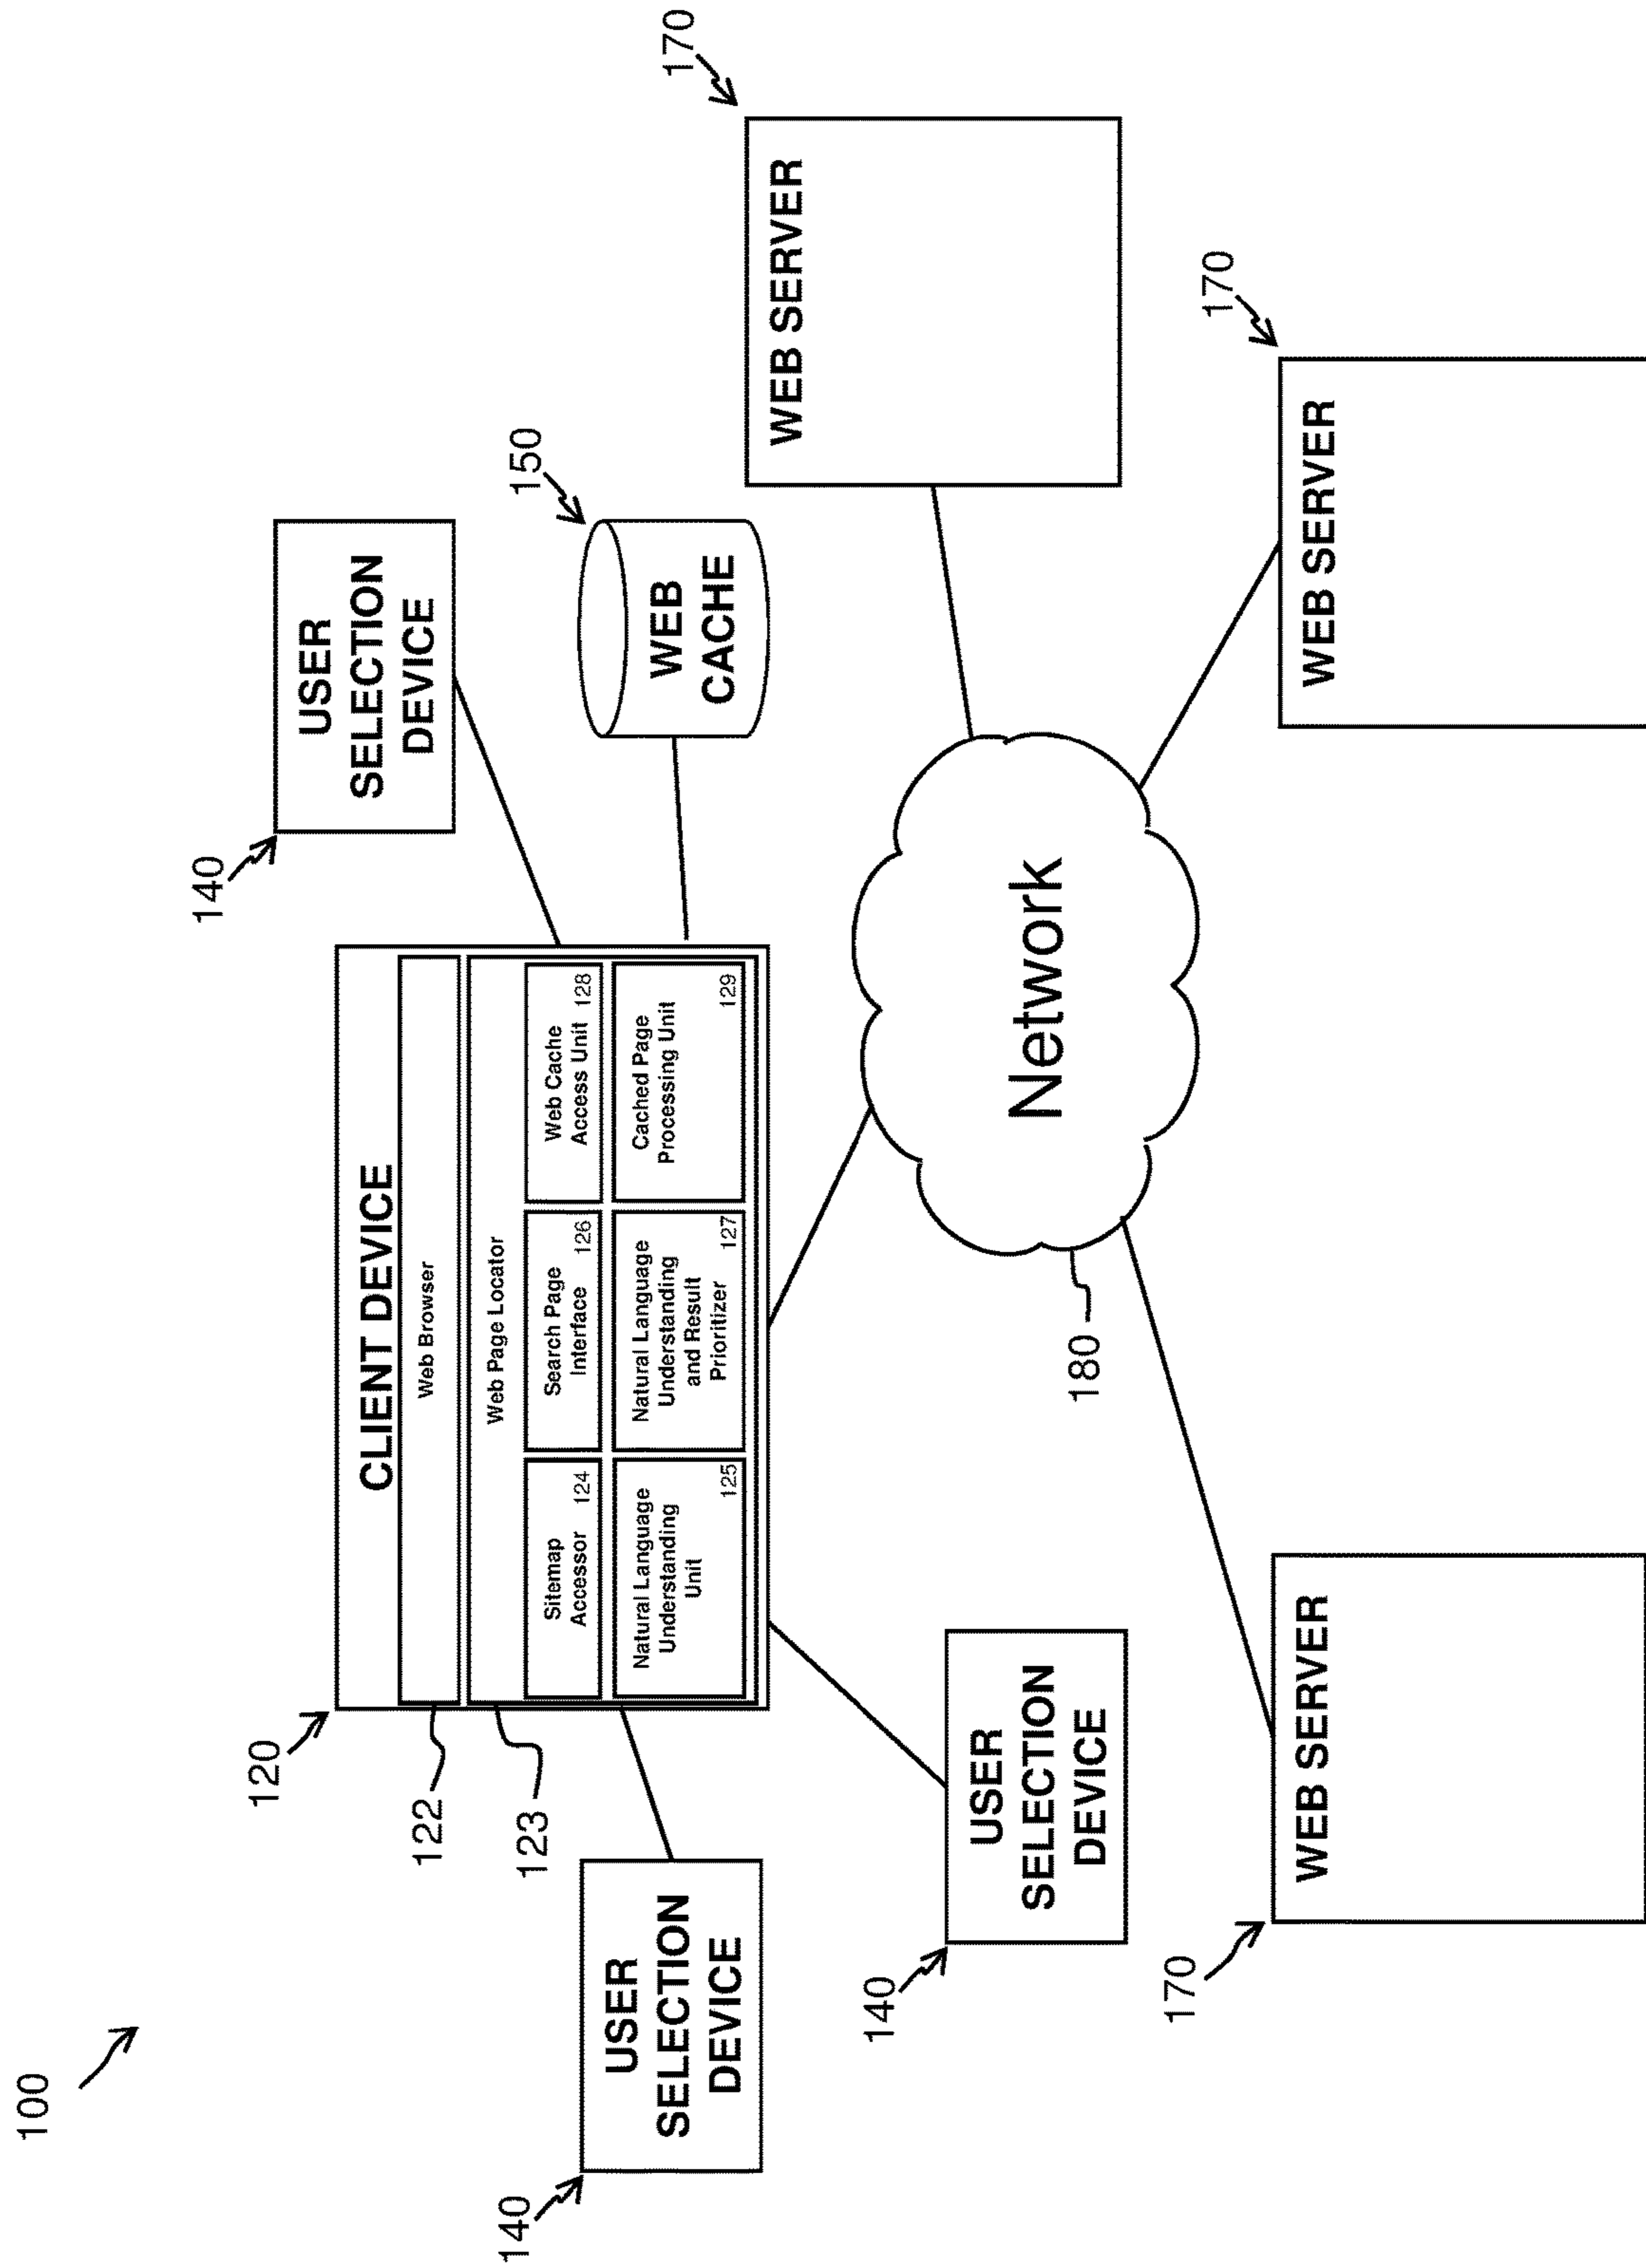 100
120
CLIENT DEVICE
122
Web Browser
123
Web Page Locator
Sitemap
Accessor 124
Search Page
Interface 126
Web Cache
Access Unit 128
Natural Language
Understanding
Unit
125
Natural Language
Understanding
and Result
Prioritizer
127
Cached Page
Processing Unit
129
140
USER
SELECTION
DEVICE
140
USER
SELECTION
DEVICE
150
WEB
CACHE
140
USER
SELECTION
DEVICE
180
Network
170
WEB SERVER
170
WEB SERVER
170
WEB SERVER